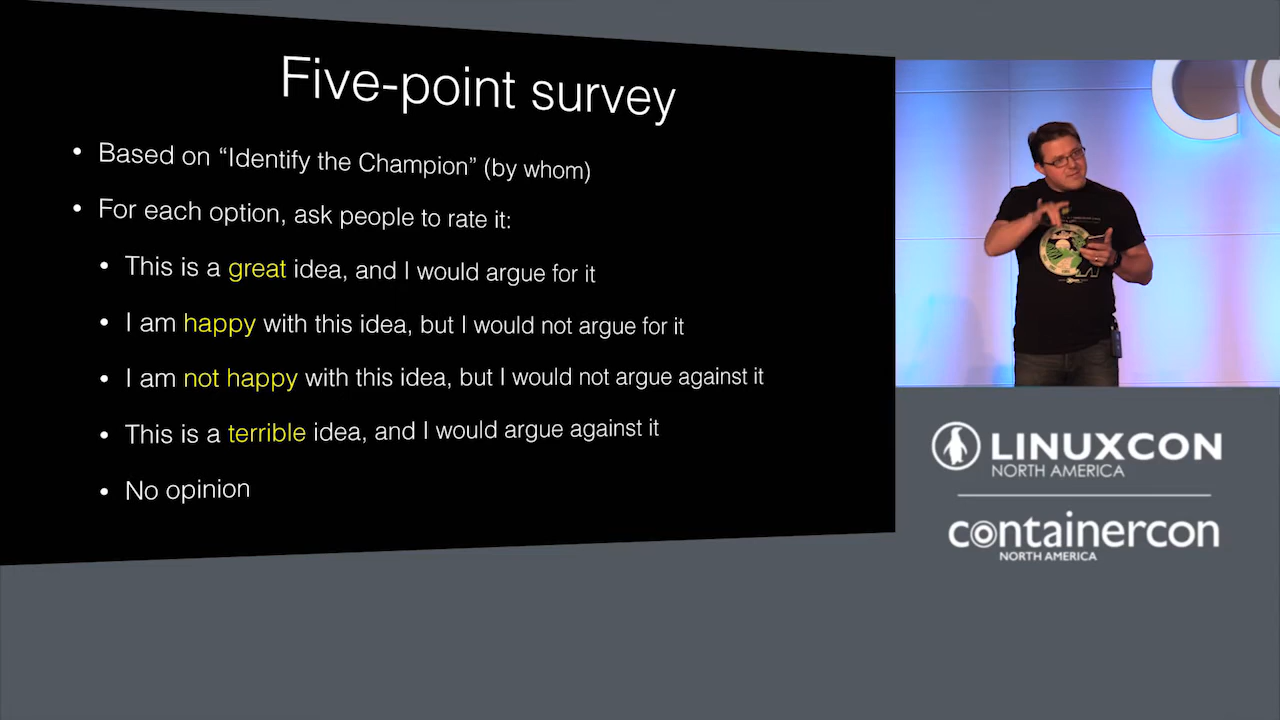 Five-point survey
• Based on “Identify the Champion” (by whom)
• For each option, ask people to rate it:
• This is a great idea, and I would argue for it
• I am happy with this idea, but I would not argue for it
• I am not happy with this idea, but I would not argue against it
• This is a terrible idea, and I would argue against it
• No opinion
LINUXCON
NORTH AMERICA
containercon
NORTH AMERICA